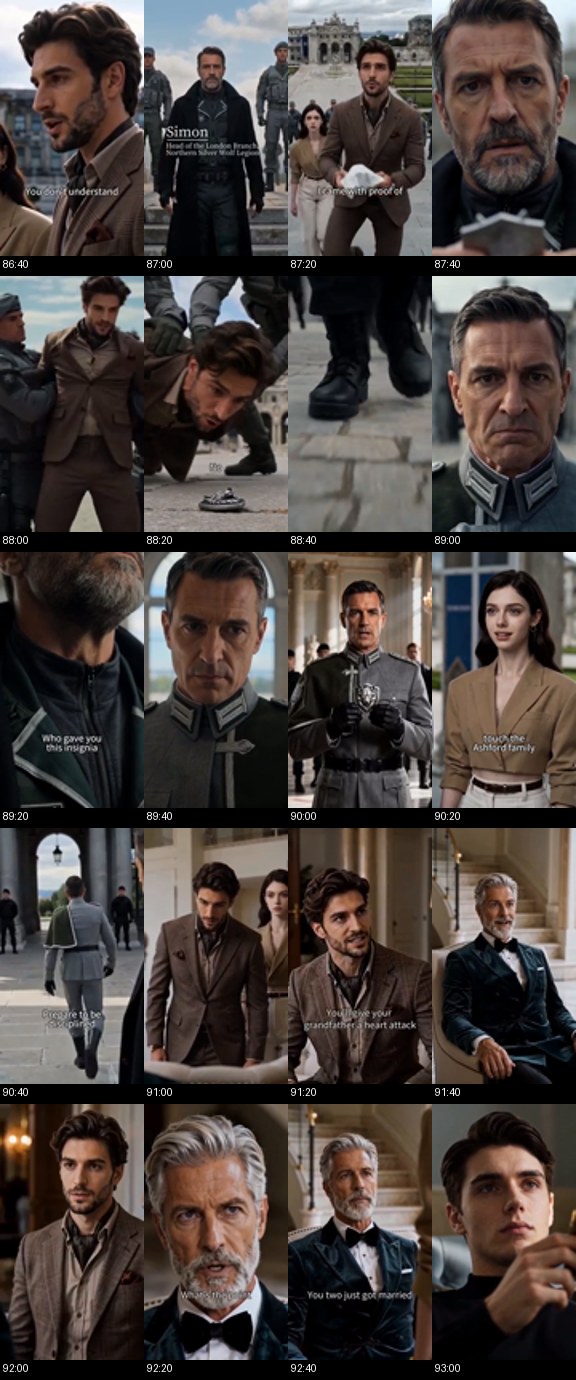 You don't understand
Simon
Head of the London Branch,
Northern Silver Wolf Legion
I came with proof of
86:40
87:00
87:20
87:40
No
88:00
88:20
88:40
89:00
Who gave you
this insignia
touch the
Ashford family
89:20
89:40
90:00
90:20
Prepare to be
disciplined
You'll give your
grandfather a heart attack
90:40
91:00
91:20
91:40
What's the point
You two just got married
92:00
92:20
92:40
93:00